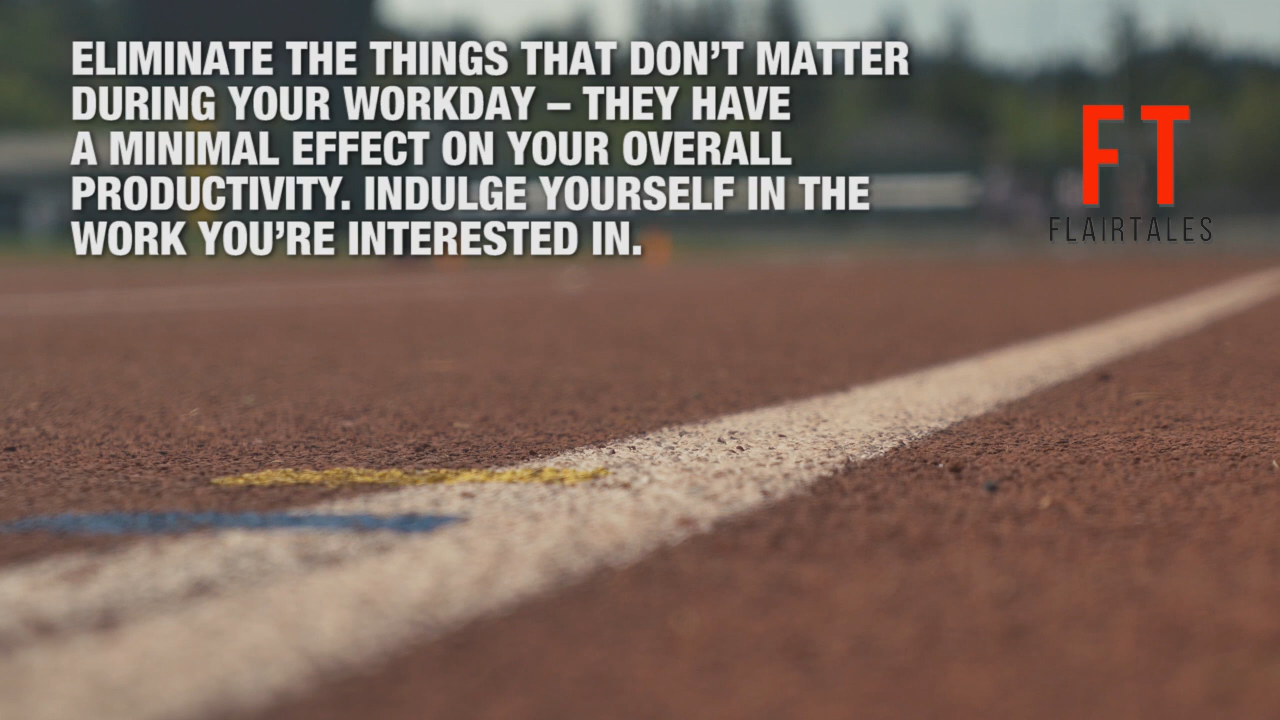 ELIMINATE THE THINGS THAT DON’T MATTER
DURING YOUR WORKDAY – THEY HAVE
A MINIMAL EFFECT ON YOUR OVERALL
PRODUCTIVITY. INDULGE YOURSELF IN THE
WORK YOU’RE INTERESTED IN.
FT
FLAIRTALES